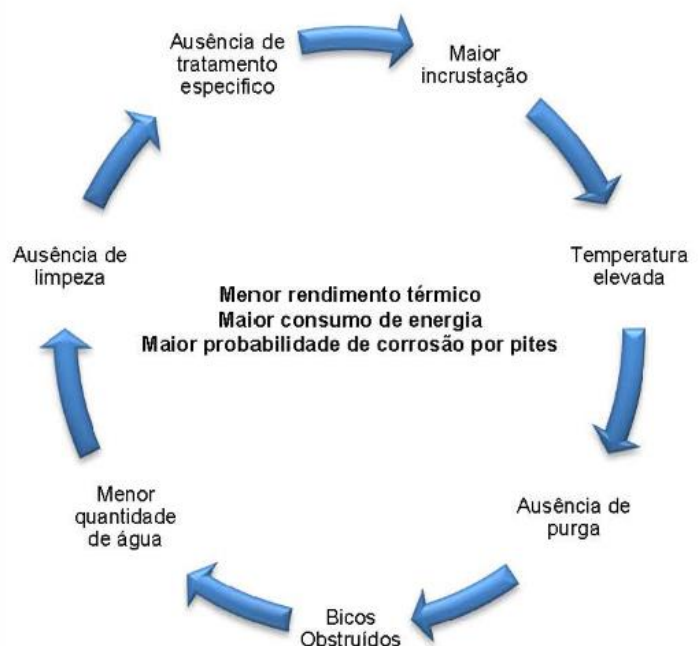 Ausência de
tratamento
especifico
Maior
incrustação
Temperatura
elevada
Ausência de
purga
Bicos
Obstruídos
Menor
quantidade
de água
Ausência de
limpeza
Menor rendimento térmico
Maior consumo de energia
Maior probabilidade de corrosão por pites